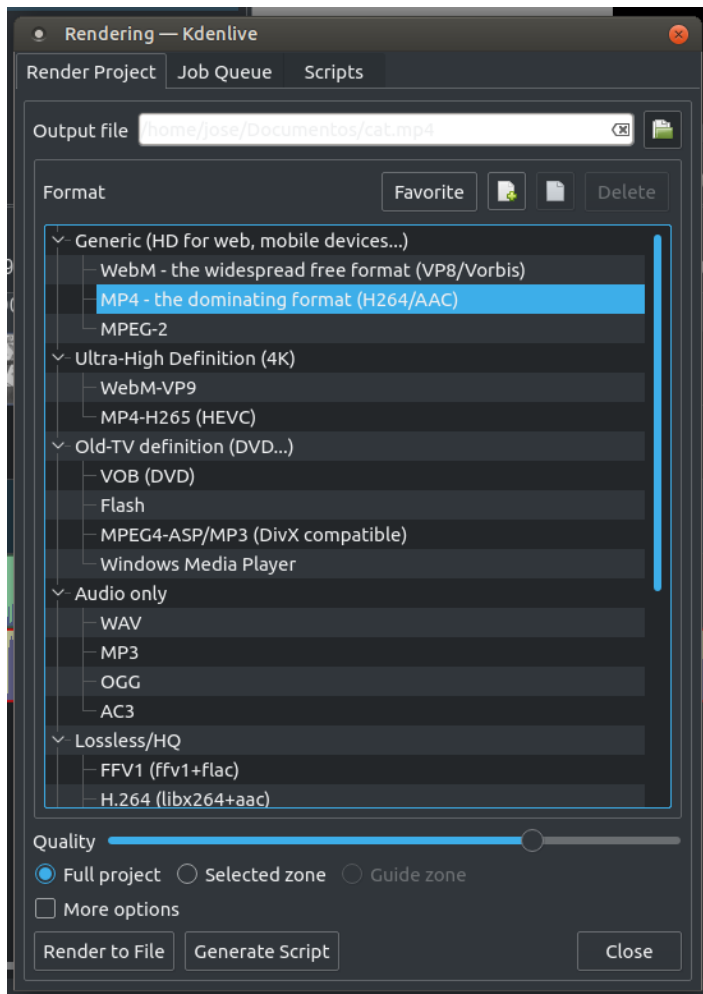 Rendering — Kdenlive
Render Project Job Queue Scripts
Output file /home/jose/Documentos/cat.mp4
Format Favorite Delete
Generic (HD for web, mobile devices...)
WebM - the widespread free format (VP8/Vorbis)
MP4 - the dominating format (H264/AAC)
MPEG-2
Ultra-High Definition (4K)
WebM-VP9
MP4-H265 (HEVC)
Old-TV definition (DVD...)
VOB (DVD)
Flash
MPEG4-ASP/MP3 (DivX compatible)
Windows Media Player
Audio only
WAV
MP3
OGG
AC3
Lossless/HQ
FFV1 (ffv1+flac)
H.264 (libx264+aac)
Quality
Full project Selected zone Guide zone
More options
Render to File Generate Script Close